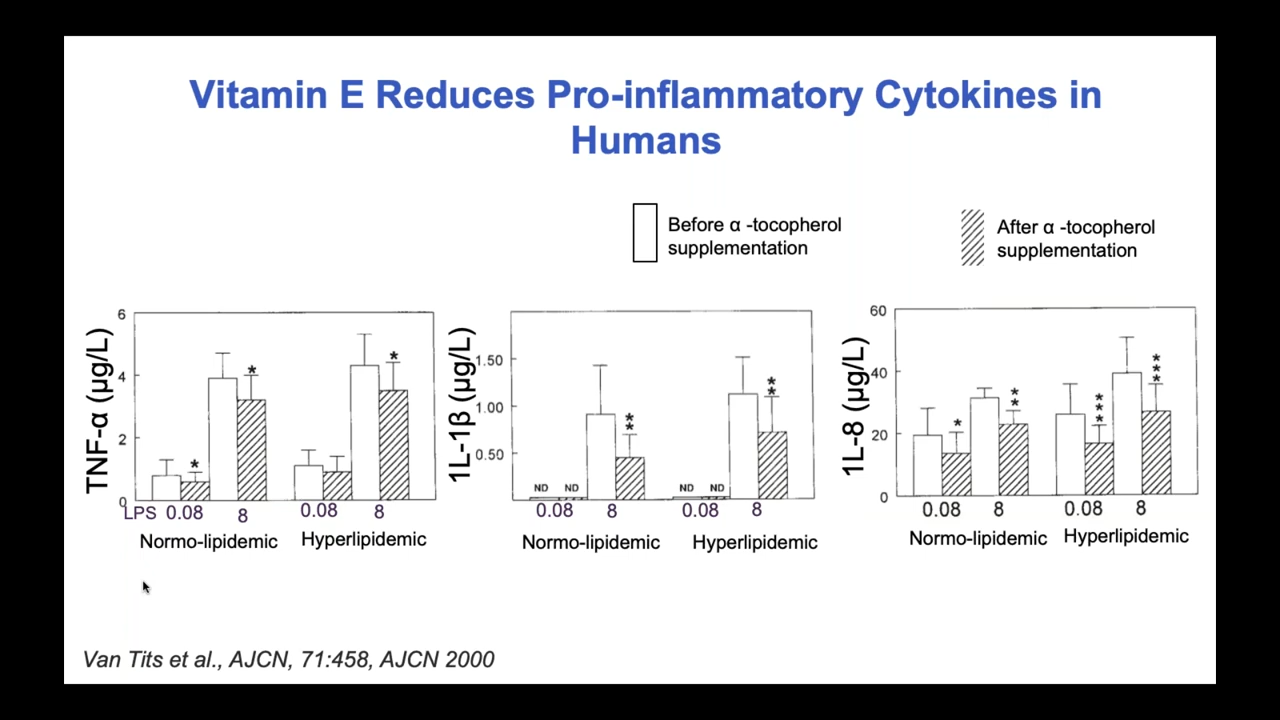 Vitamin E Reduces Pro-inflammatory Cytokines in
Humans
Before α -tocopherol
supplementation
After α -tocopherol
supplementation
TNF-α (μg/L)
6
4
2
0
* * *
LPS 0.08 8 0.08 8
Normo-lipidemic Hyperlipidemic
1L-1β (μg/L)
1.50
1.00
0.50
ND ND ** ND ND **
0.08 8 0.08 8
Normo-lipidemic Hyperlipidemic
1L-8 (μg/L)
60
40
20
0
* ** *** ***
0.08 8 0.08 8
Normo-lipidemic Hyperlipidemic
Van Tits et al., AJCN, 71:458, AJCN 2000